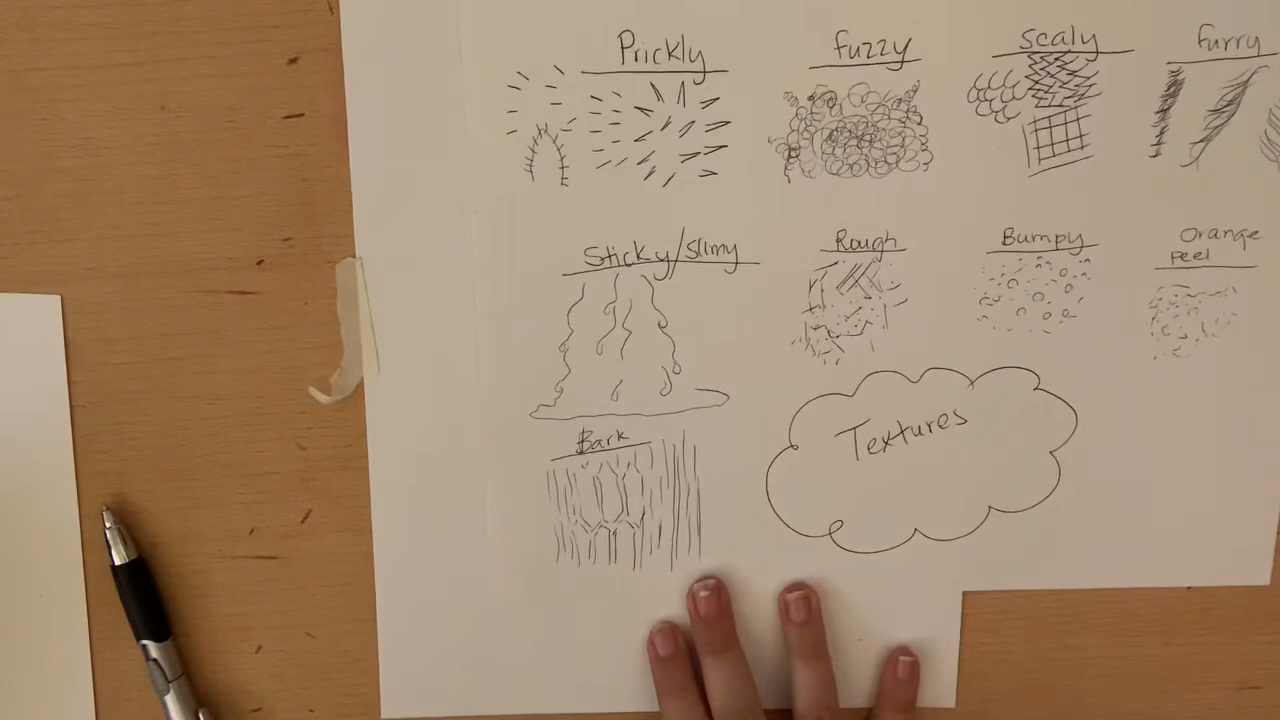 Prickly
fuzzy
scaly
furry
Sticky/Slimy
Rough
Bumpy
Orange
Peel
Bark
Textures